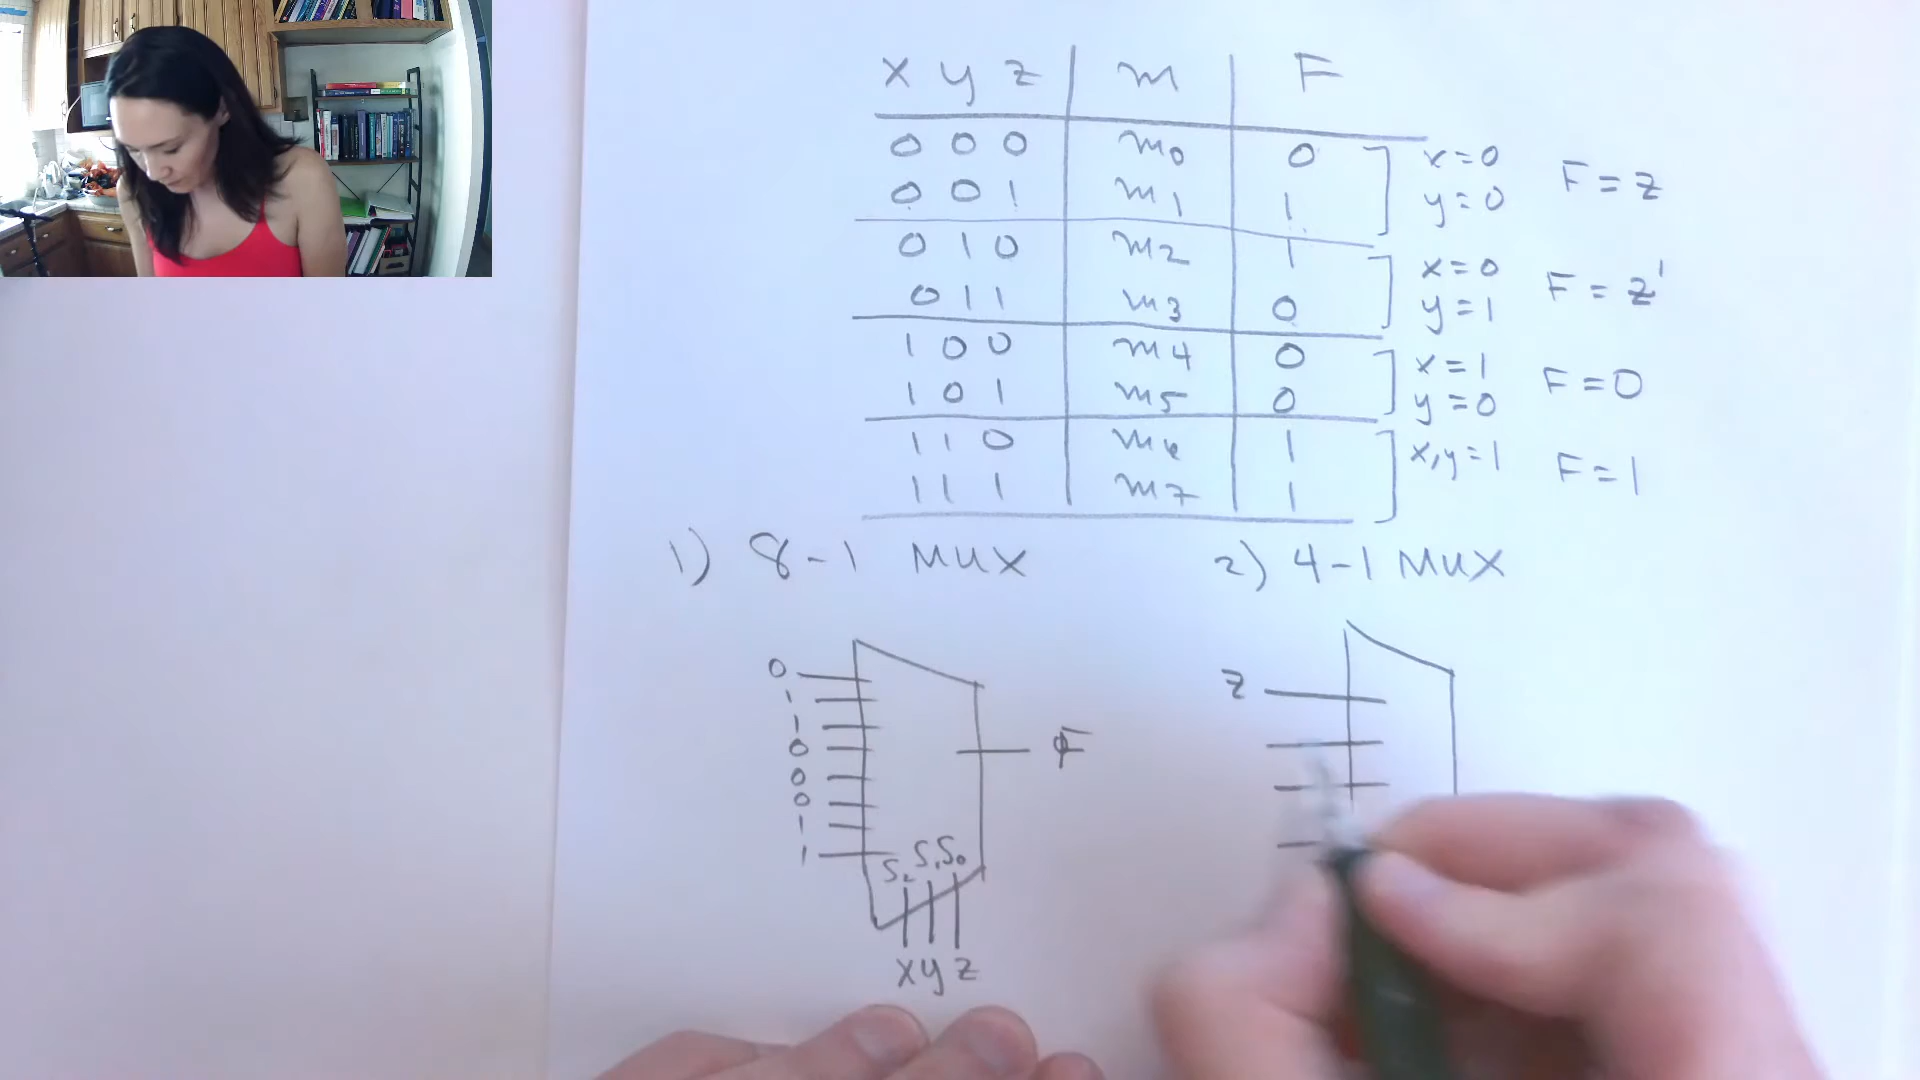 x y z m F
0 0 0 m0 0 x=0
0 0 1 m1 1 y=0 F=z
0 1 0 m2 1 x=0
0 1 1 m3 0 y=1 F=z'
1 0 0 m4 0 x=1
1 0 1 m5 0 y=0 F=0
1 1 0 m6 1 x,y=1
1 1 1 m7 1 F=1
1) 8-1 MUX 2) 4-1 MUX
0
1
1
0
0
0
1
1
F
S2 S1 S0
x y z
z